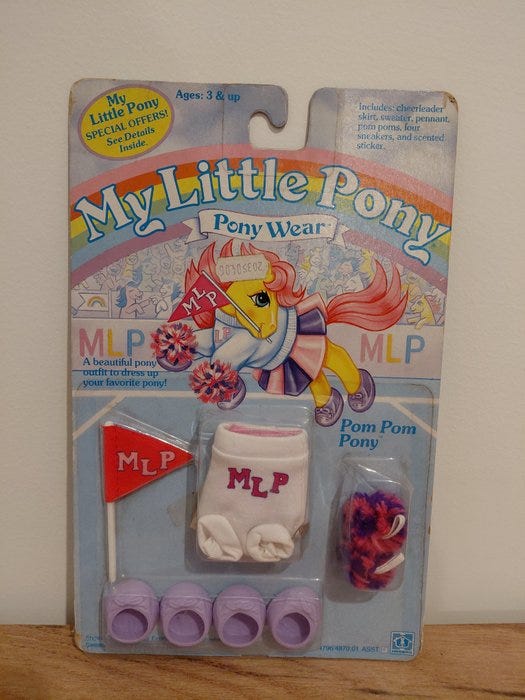 My
Little Pony
SPECIAL OFFERS!
See Details
Inside.
Ages: 3 & up
Includes: cheerleader
skirt, sweater, pennant,
pom poms, four
sneakers, and scented
sticker.
My Little Pony
Pony Wear
MLP
MLP
MLP
A beautiful pony
outfit to dress up
your favorite pony!
Pom Pom
Pony™
MLP
MLP